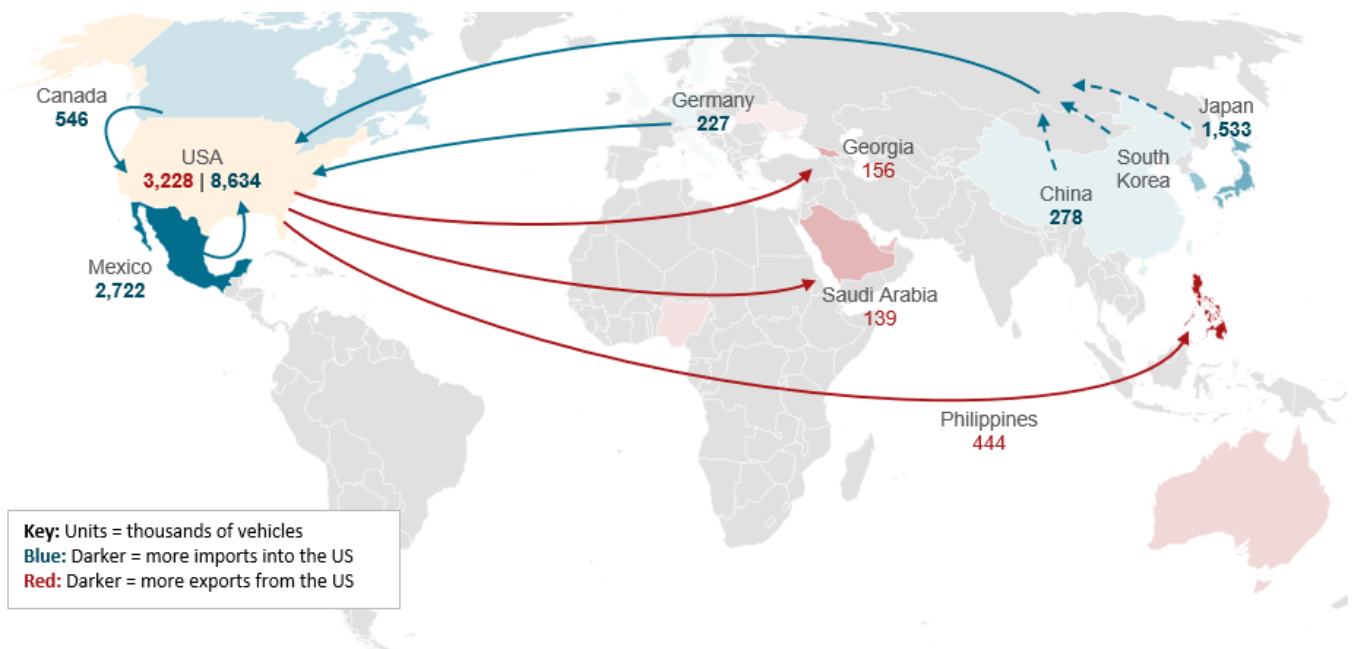 Canada
546
USA
3,228 | 8,634
Mexico
2,722
Germany
227
Georgia
156
Saudi Arabia
139
Philippines
444
China
278
South
Korea
Japan
1,533
Key: Units = thousands of vehicles
Blue: Darker = more imports into the US
Red: Darker = more exports from the US